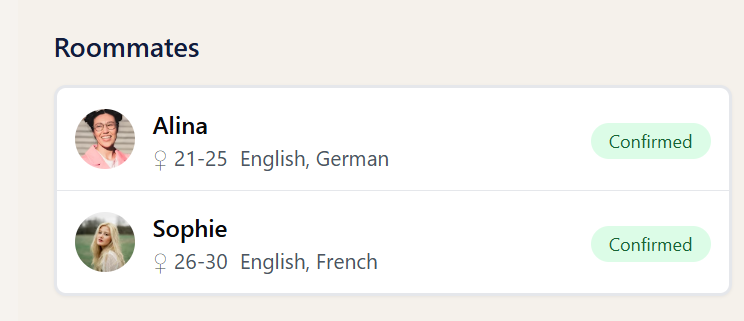 Roommates
Alina
♀ 21-25 English, German
Confirmed
Sophie
♀ 26-30 English, French
Confirmed